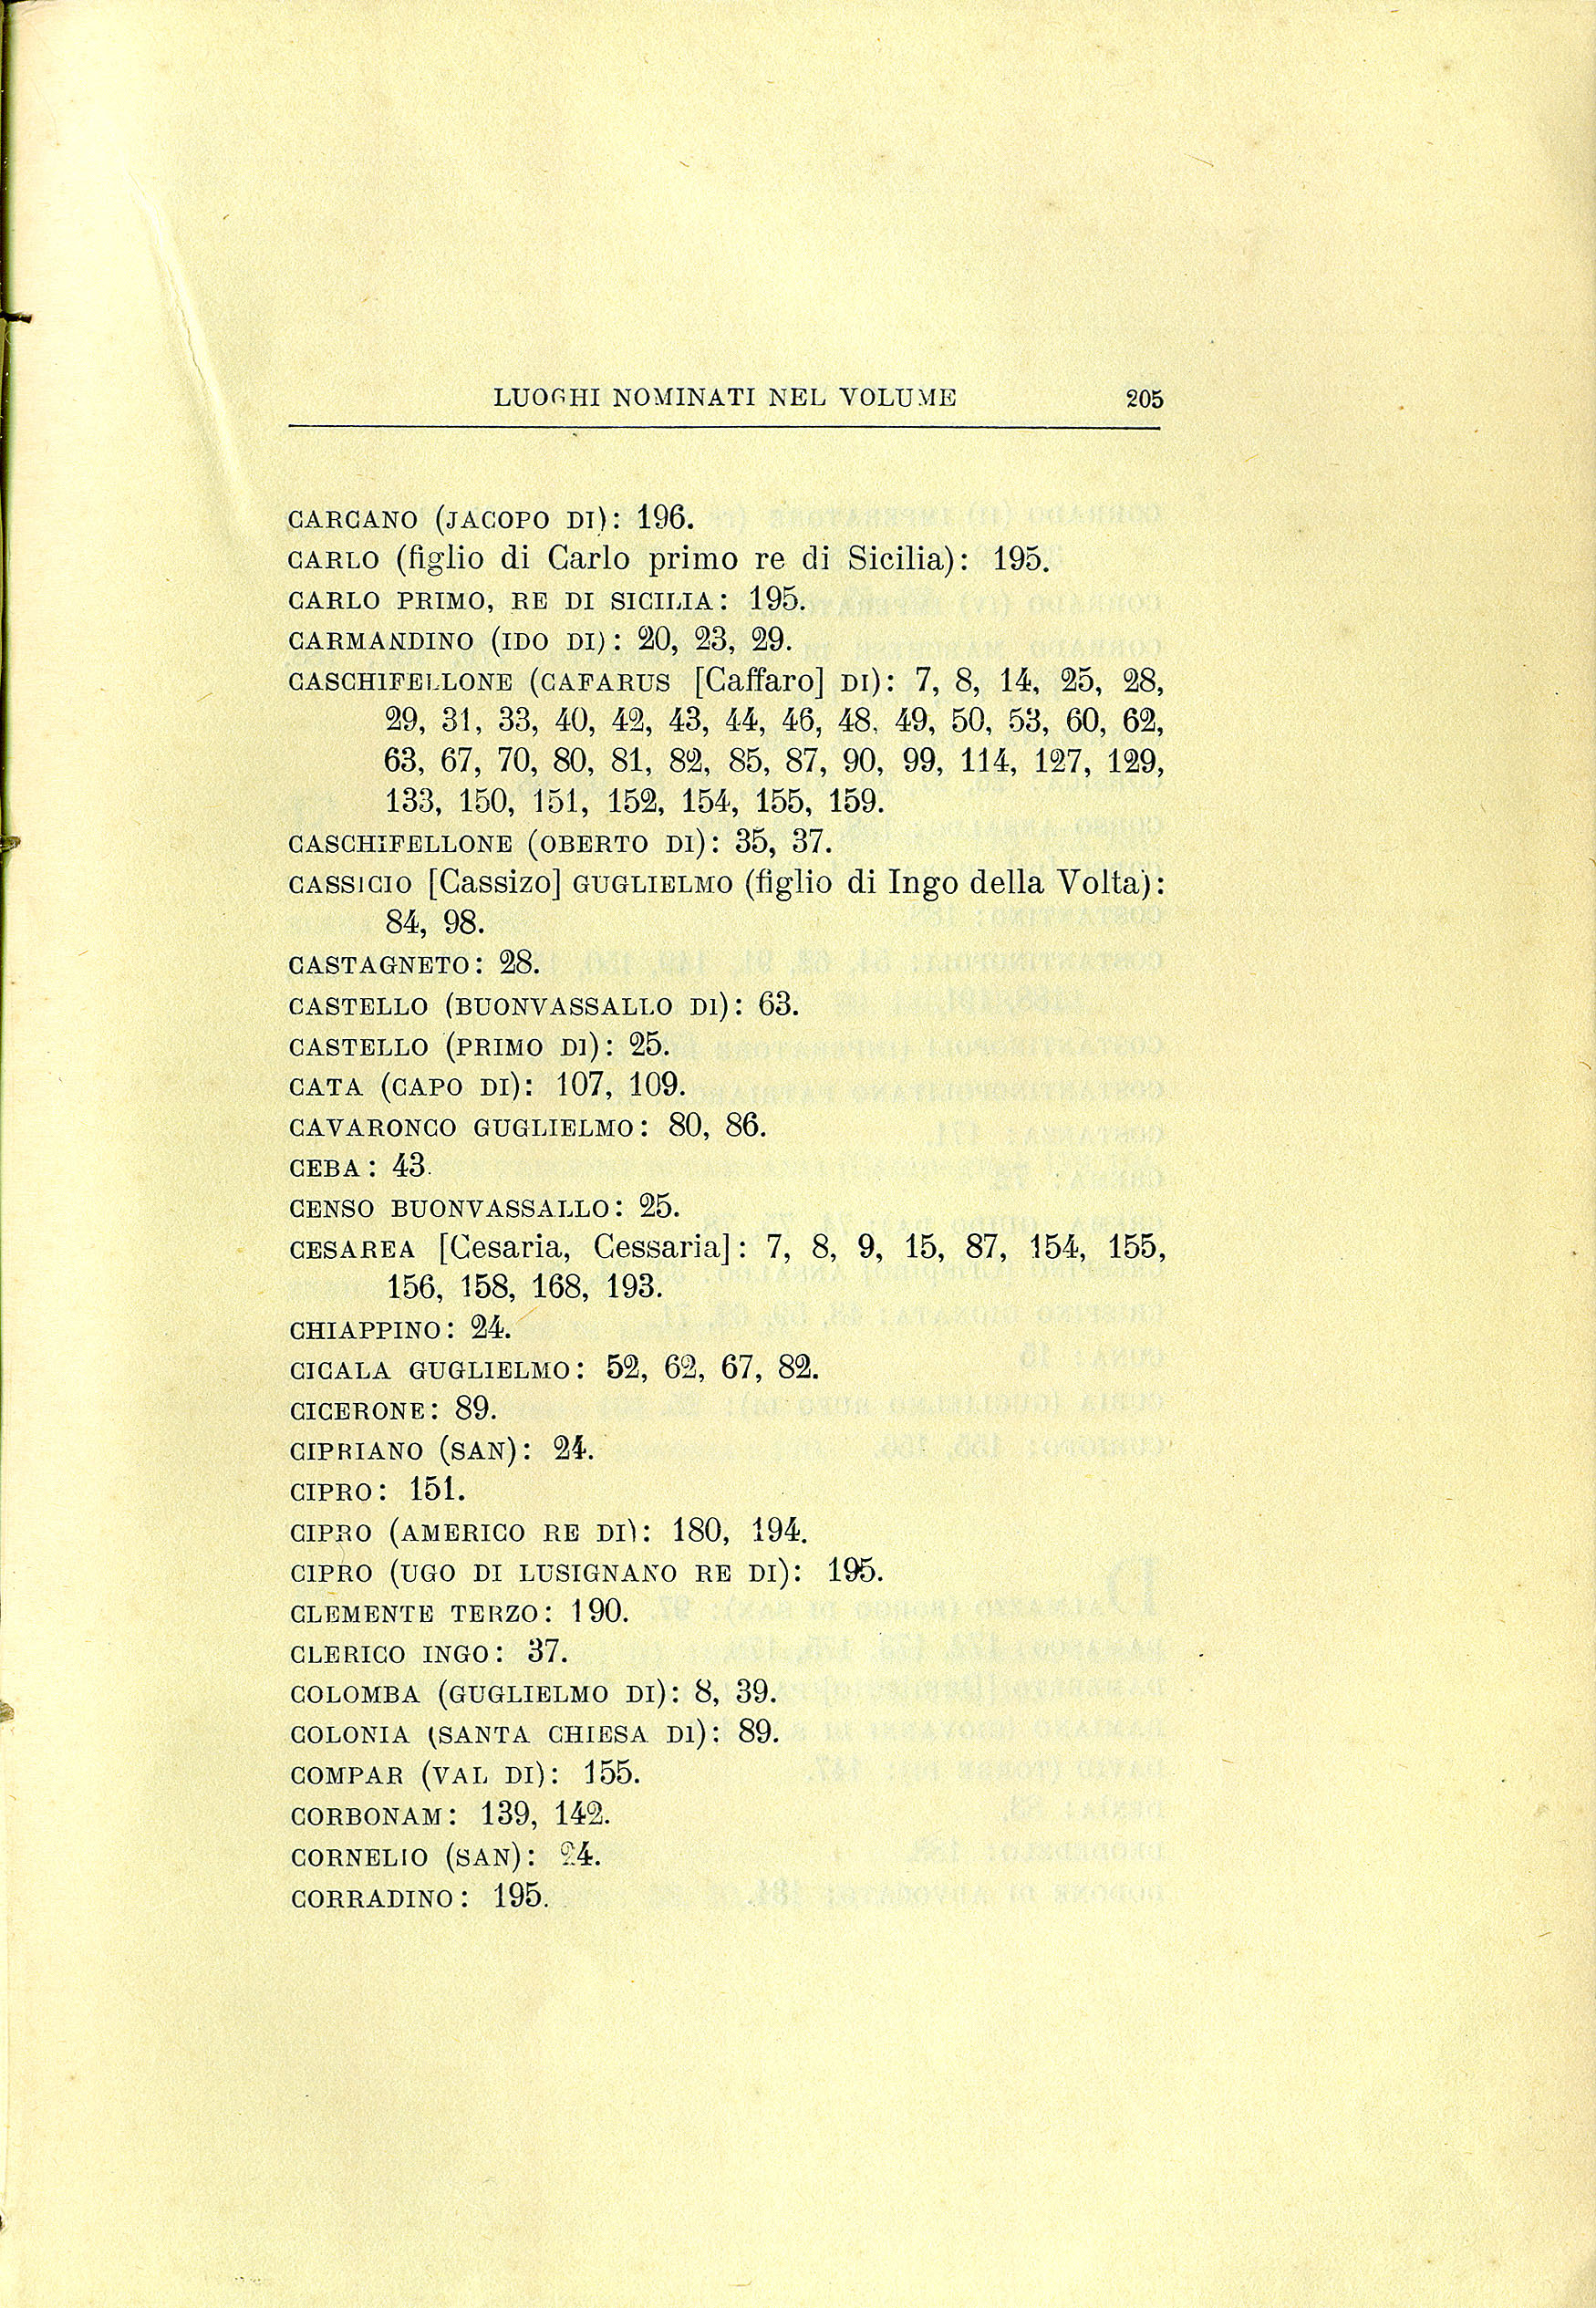 LUOGHI NOMINATI NEL VOLUME 205
CARCANO (JACOPO DI): 196.
CARLO (figlio di Carlo primo re di Sicilia): 195.
CARLO PRIMO, RE DI SICILIA: 195.
CARMANDINO (IDO DI): 20, 23, 29.
CASCHIFELLONE (CAFARUS [Caffaro] DI): 7, 8, 14, 25, 28,
29, 31, 33, 40, 42, 43, 44, 46, 48, 49, 50, 53, 60, 62,
63, 67, 70, 80, 81, 82, 85, 87, 90, 99, 114, 127, 129,
133, 150, 151, 152, 154, 155, 159.
CASCHIFELLONE (OBERTO DI): 35, 37.
CASSICIO [Cassizo] GUGLIELMO (figlio di Ingo della Volta):
84, 98.
CASTAGNETO: 28.
CASTELLO (BUONVASSALLO DI): 63.
CASTELLO (PRIMO DI): 25.
CATA (CAPO DI): 107, 109.
CAVARONCO GUGLIELMO: 80, 86.
CEBA: 43.
CENSO BUONVASSALLO: 25.
CESAREA [Cesaria, Cessaria]: 7, 8, 9, 15, 87, 154, 155,
156, 158, 168, 193.
CHIAPPINO: 24.
CICALA GUGLIELMO: 52, 62, 67, 82.
CICERONE: 89.
CIPRIANO (SAN): 24.
CIPRO: 151.
CIPRO (AMERICO RE DI): 180, 194.
CIPRO (UGO DI LUSIGNANO RE DI): 195.
CLEMENTE TERZO: 190.
CLERICO INGO: 37.
COLOMBA (GUGLIELMO DI): 8, 39.
COLONIA (SANTA CHIESA DI): 89.
COMPAR (VAL DI): 155.
CORBONAM: 139, 142.
CORNELIO (SAN): 24.
CORRADINO: 195.